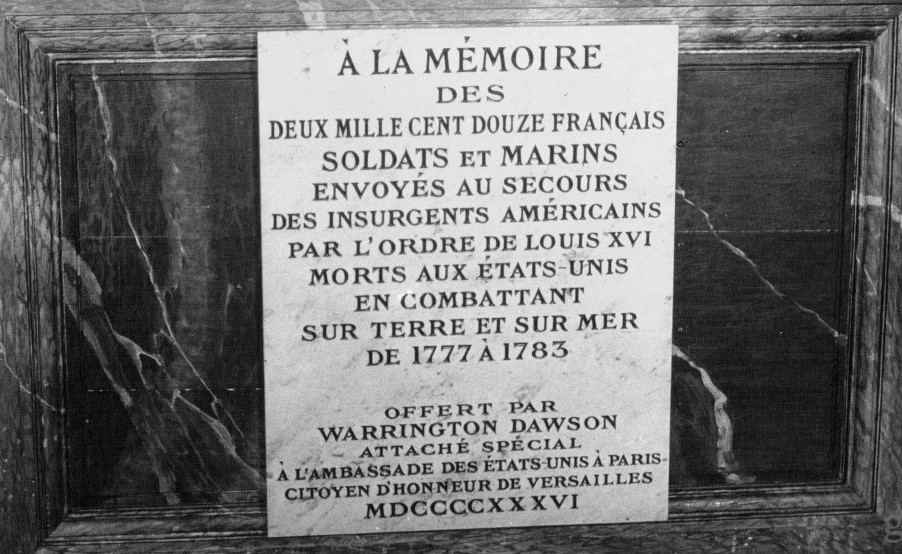 À LA MÉMOIRE
DES
DEUX MILLE CENT DOUZE FRANÇAIS
SOLDATS ET MARINS
ENVOYÉS AU SECOURS
DES INSURGENTS AMÉRICAINS
PAR L'ORDRE DE LOUIS XVI
MORTS AUX ÉTATS-UNIS
EN COMBATTANT
SUR TERRE ET SUR MER
DE 1777 À 1783
OFFERT PAR
WARRINGTON DAWSON
ATTACHÉ SPÉCIAL
À L'AMBASSADE DES ÉTATS-UNIS À PARIS
CITOYEN D'HONNEUR DE VERSAILLES
MDCCCCXXXVI